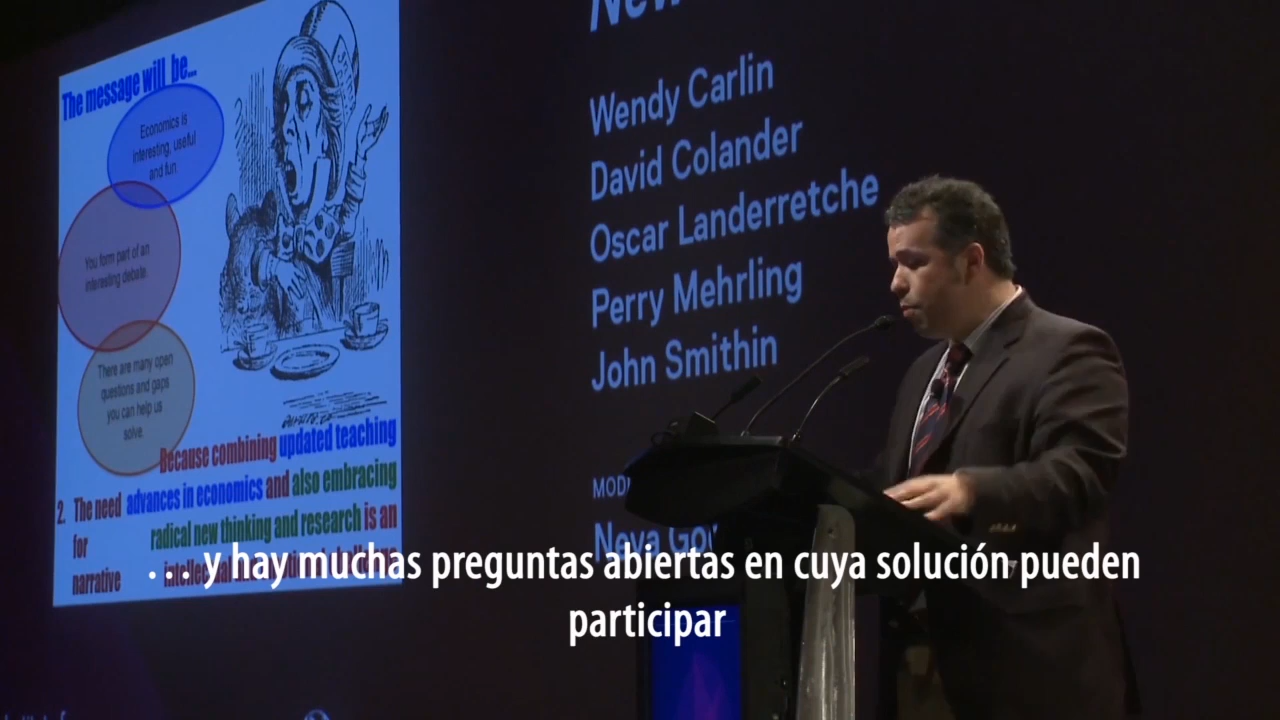 The message will be...
Economics is
interesting, useful
and fun.
You form part of an
interesting debate.
There are many open
questions and gaps
you can help us
solve.
Because combining updated teaching
advances in economics and also embracing
radical new thinking and research is an
2. The need
for
narrative
Wendy Carlin
David Colander
Oscar Landerretche
Perry Mehrling
John Smithin
. . . y hay muchas preguntas abiertas en cuya solución pueden
participar